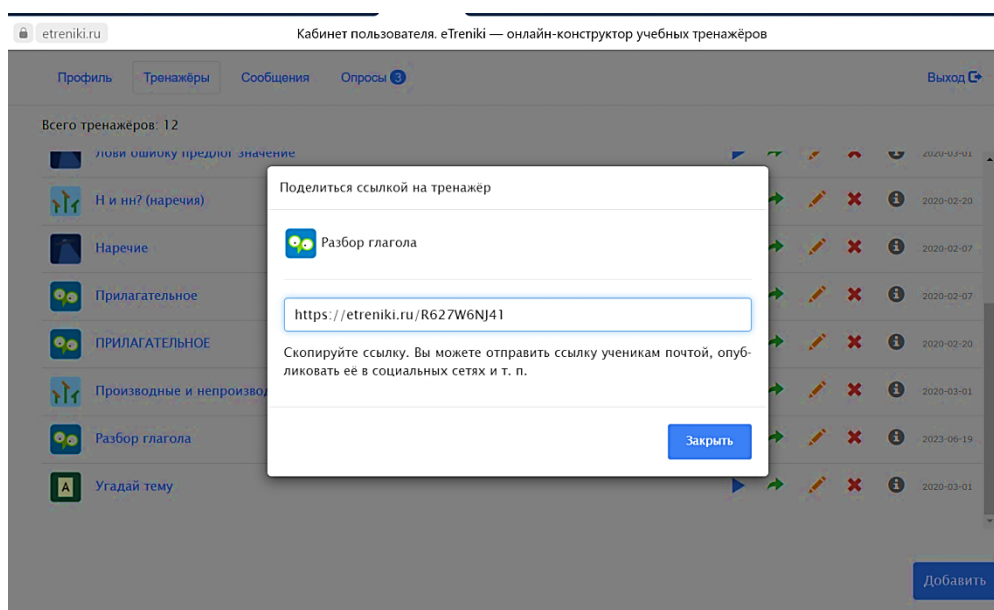 etreniki.ru
Кабинет пользователя. eTreniki — онлайн-конструктор учебных тренажёров
Профиль Тренажёры Сообщения Опросы 3 Выход
Всего тренажёров: 12
Лови ошибку предлог значение 2020-03-01
Н и нн? (наречия) 2020-02-20
Наречие 2020-02-07
Прилагательное 2020-02-07
ПРИЛАГАТЕЛЬНОЕ 2020-02-20
Производные и непроизвод 2020-03-01
Разбор глагола 2023-06-19
A Угадай тему 2020-03-01
Поделиться ссылкой на тренажёр
Разбор глагола
https://etreniki.ru/R627W6NJ41
Скопируйте ссылку. Вы можете отправить ссылку ученикам почтой, опуб-
ликовать её в социальных сетях и т. п.
Закрыть
Добавить